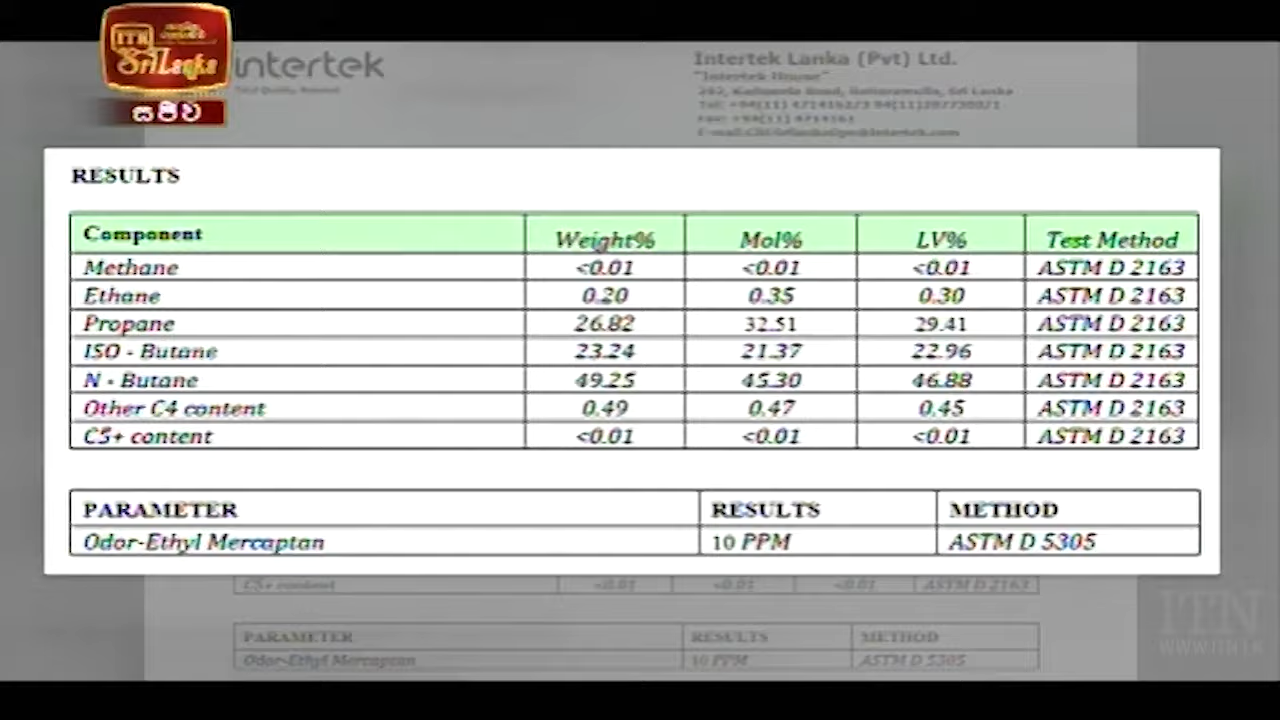 ITN
Sri Lanka
සජීව
intertek
Intertek Lanka (Pvt) Ltd.
"Intertek House"
RESULTS
Component Weight% Mol% LV% Test Method
Methane <0.01 <0.01 <0.01 ASTM D 2163
Ethane 0.20 0.35 0.30 ASTM D 2163
Propane 26.82 32.51 29.41 ASTM D 2163
ISO - Butane 23.24 21.37 22.96 ASTM D 2163
N - Butane 49.25 45.30 46.88 ASTM D 2163
Other C4 content 0.49 0.47 0.45 ASTM D 2163
C5+ content <0.01 <0.01 <0.01 ASTM D 2163
PARAMETER RESULTS METHOD
Odor-Ethyl Mercaptan 10 PPM ASTM D 5305
C5+ content <0.01 <0.01 <0.01 ASTM D 2163
PARAMETER RESULTS METHOD
Odor-Ethyl Mercaptan 10 PPM ASTM D 5305
ITN